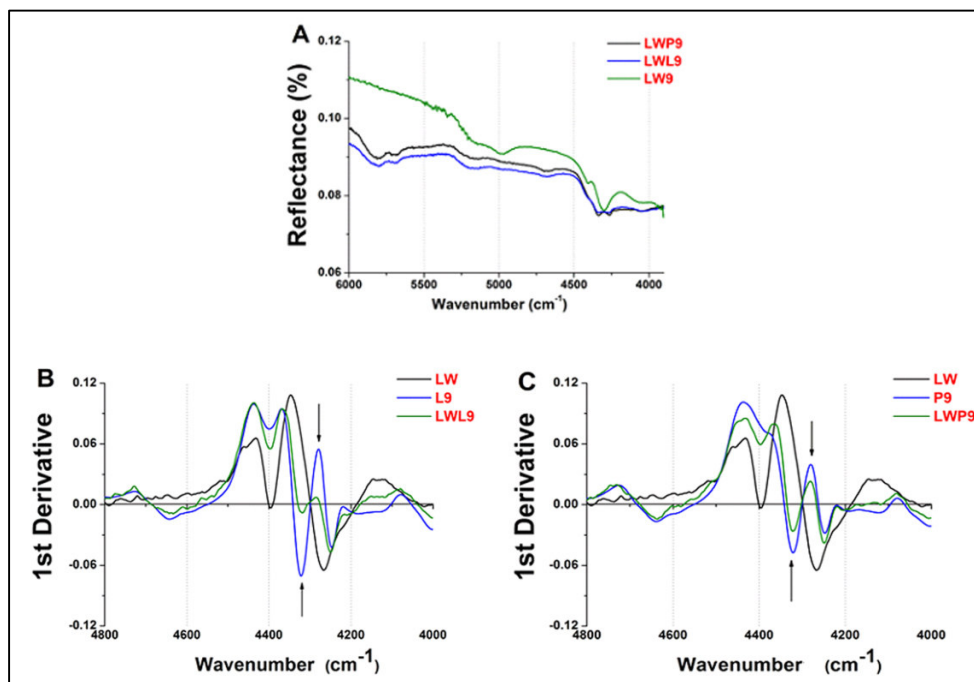 A
0.12
0.10
0.08
0.06
Reflectance (%)
6000 5500 5000 4500 4000
Wavenumber (cm⁻¹)
LWP9
LWL9
LW9
B
0.12
0.06
0.00
-0.06
-0.12
1st Derivative
4800 4600 4400 4200 4000
Wavenumber (cm⁻¹)
LW
L9
LWL9
C
0.12
0.06
0.00
-0.06
-0.12
1st Derivative
4800 4600 4400 4200 4000
Wavenumber (cm⁻¹)
LW
P9
LWP9